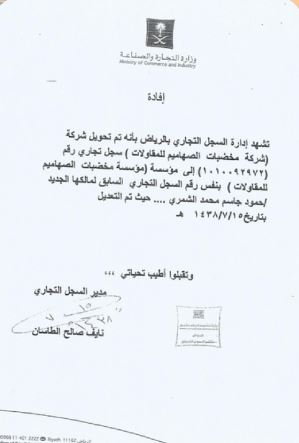 وزارة التجارة والصناعة
Ministry of Commerce and Industry
إفادة
تشهد إدارة السجل التجاري بالرياض بأنه تم تحويل شركة
(شركة مخضبات الصهاميم للمقاولات ) سجل تجاري رقم
(١٠١٠٠٩٢٩٧٢) إلى مؤسسة (مؤسسة مخضبات الصهاميم
للمقاولات ) بنفس رقم السجل التجاري السابق لمالكها الجديد
/حمود جاسم محمد الشمري .... حيث تم التعديل
بتاريخ ١٤٣٨/٧/١٥ هـ
وتقبلوا أطيب تحياتي ،،،
مدير السجل التجاري
نايف صالح الطاسان
Riyadh 11162